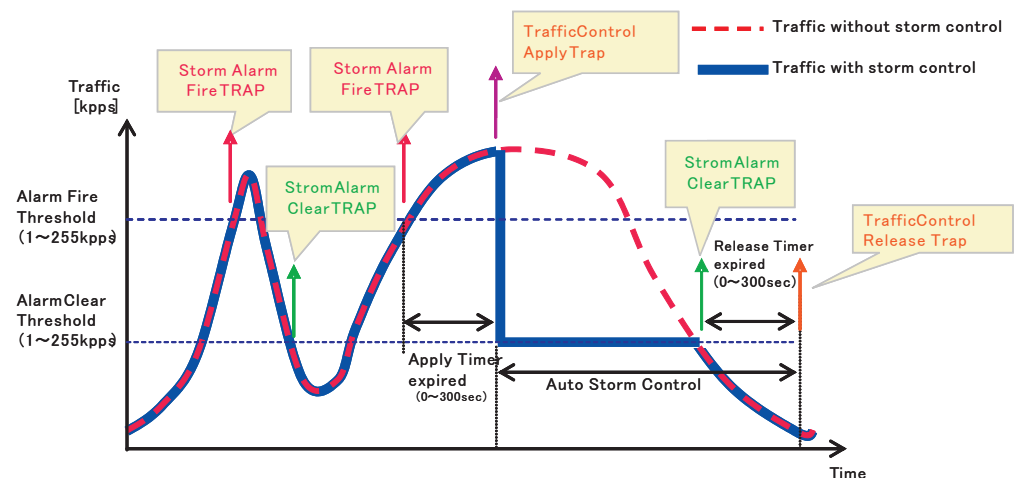 Traffic without storm control
Traffic with storm control
TrafficControl
ApplyTrap
Storm Alarm
FireTRAP
Storm Alarm
FireTRAP
Traffic
[kpps]
StromAlarm
ClearTRAP
StromAlarm
ClearTRAP
Alarm Fire
Threshold
(1～255kpps)
TrafficControl
Release Trap
Release Timer
expired
(0～300sec)
AlarmClear
Threshold
(1～255kpps)
Apply Timer
expired
(0～300sec)
Auto Storm Control
Time